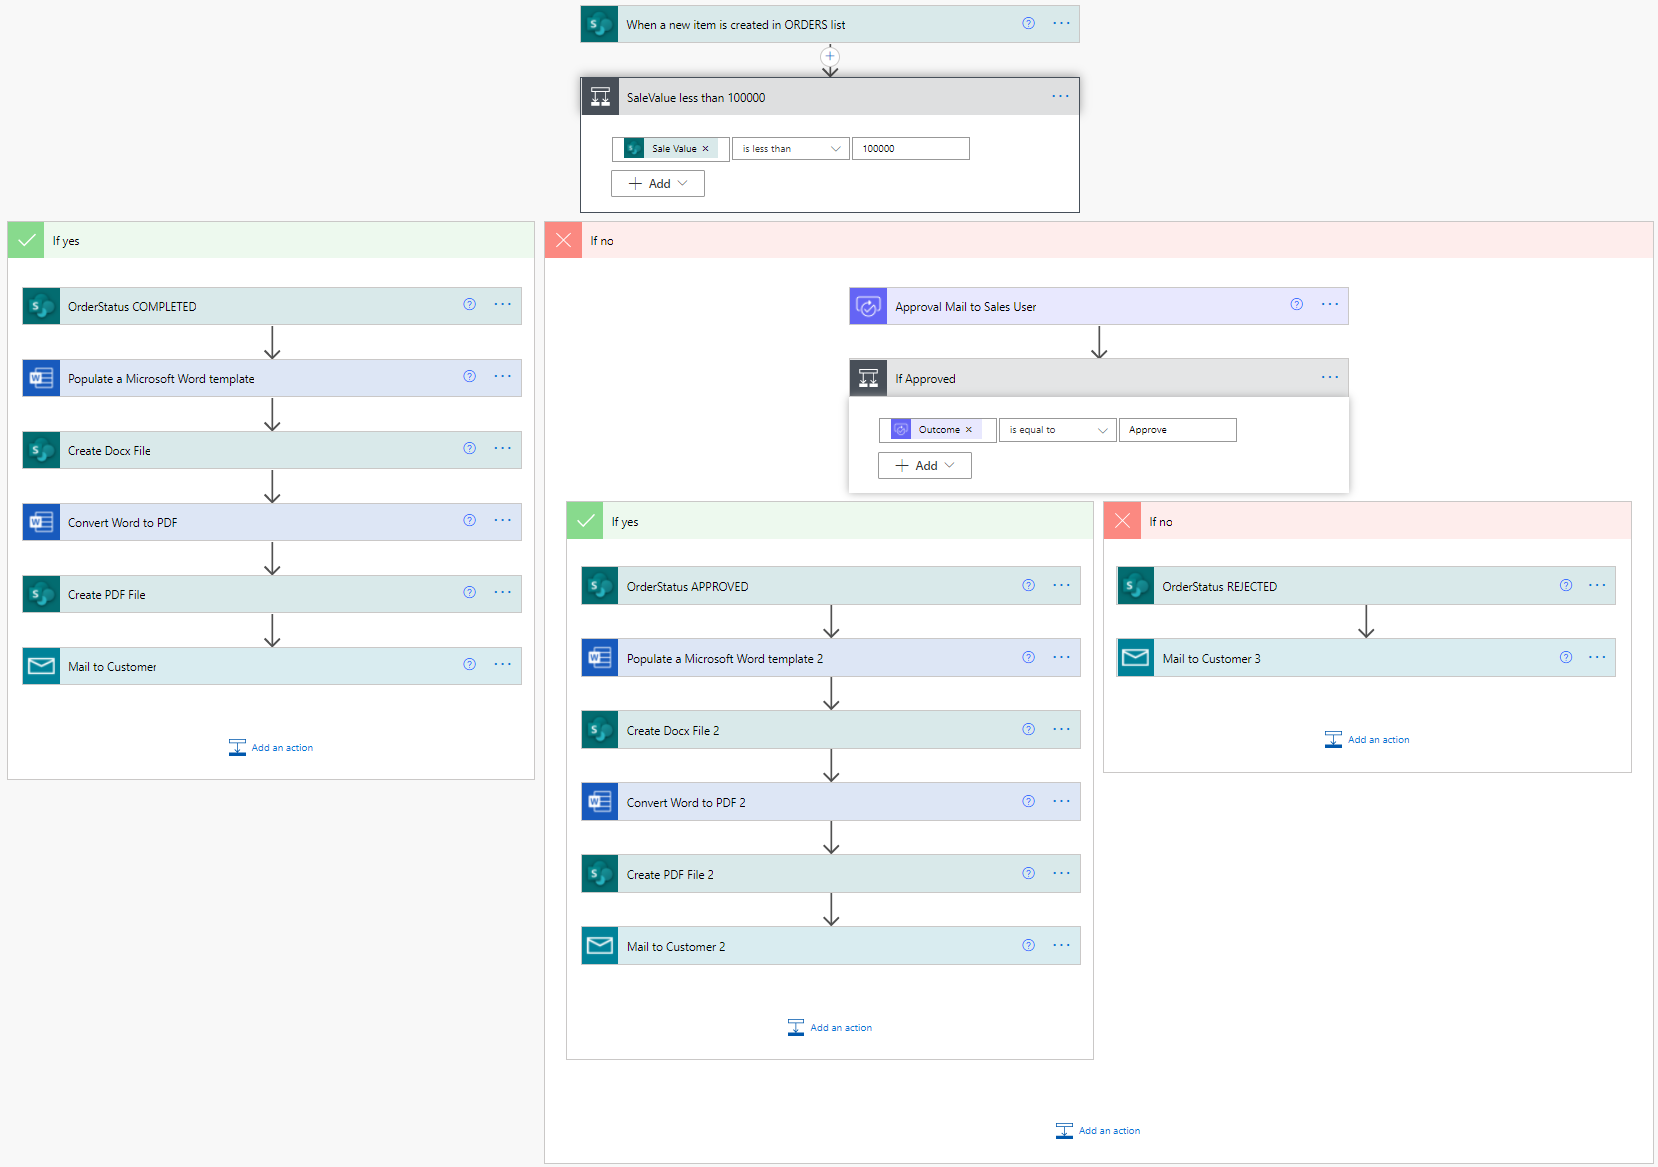 When a new item is created in ORDERS list
SaleValue less than 100000
Sale Value × is less than 100000
+ Add
If yes
OrderStatus COMPLETED
Populate a Microsoft Word template
Create Docx File
Convert Word to PDF
Create PDF File
Mail to Customer
Add an action
If no
Approval Mail to Sales User
If Approved
Outcome × is equal to Approve
+ Add
If yes
OrderStatus APPROVED
Populate a Microsoft Word template 2
Create Docx File 2
Convert Word to PDF 2
Create PDF File 2
Mail to Customer 2
Add an action
If no
OrderStatus REJECTED
Mail to Customer 3
Add an action
Add an action